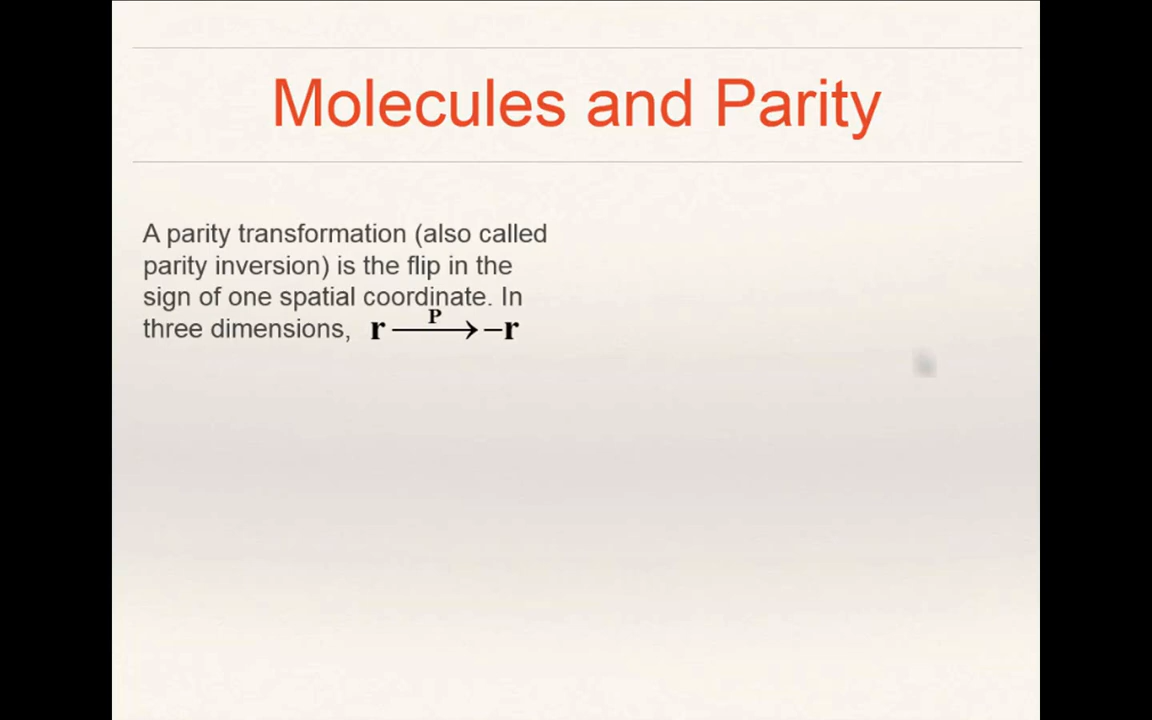 Molecules and Parity
A parity transformation (also called
parity inversion) is the flip in the
sign of one spatial coordinate. In
three dimensions, r —P→ −r